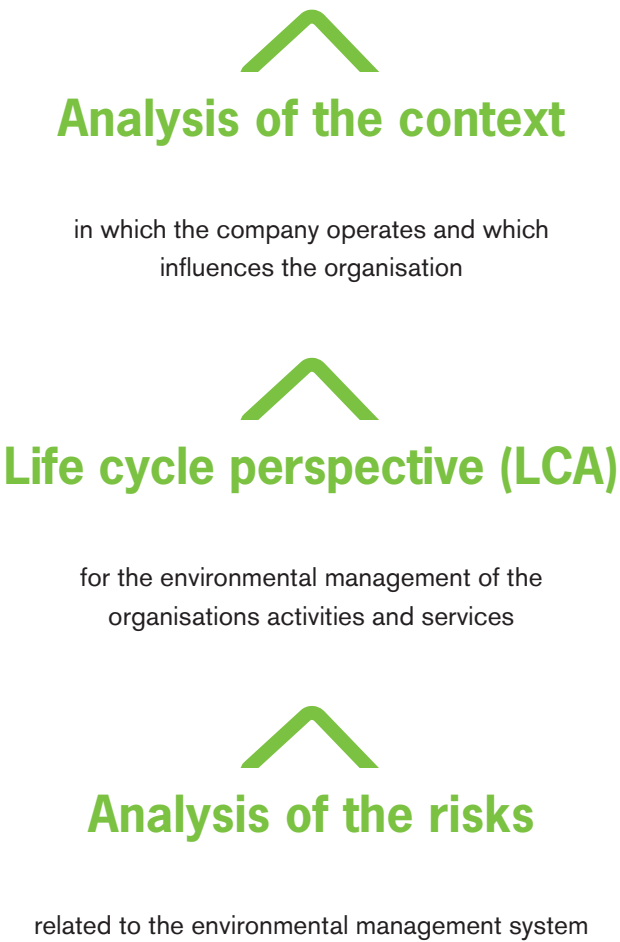 Analysis of the context
in which the company operates and which
influences the organisation
Life cycle perspective (LCA)
for the environmental management of the
organisations activities and services
Analysis of the risks
related to the environmental management system